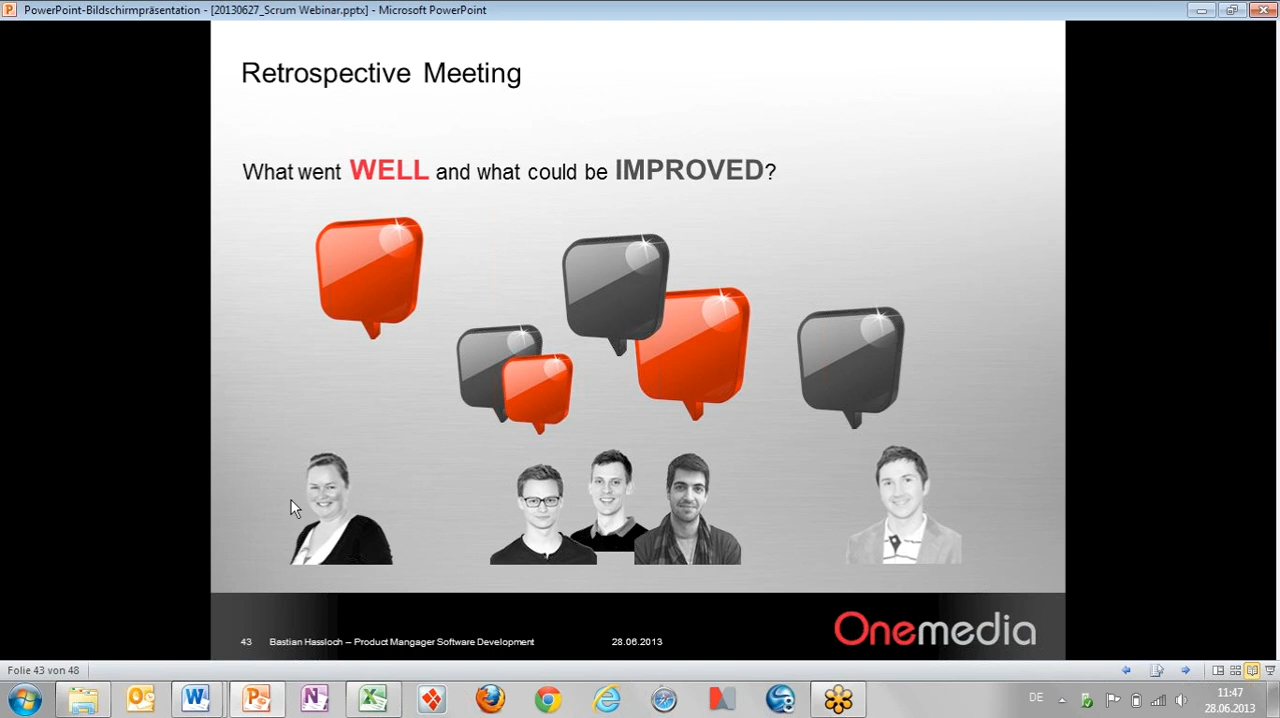 PowerPoint-Bildschirmpräsentation - [20130627_Scrum Webinar.pptx] - Microsoft PowerPoint
Retrospective Meeting
What went WELL and what could be IMPROVED?
43 Bastian Hassloch – Product Mangager Software Development 28.06.2013
Onemedia
Folie 43 von 48
DE
11:47
28.06.2013